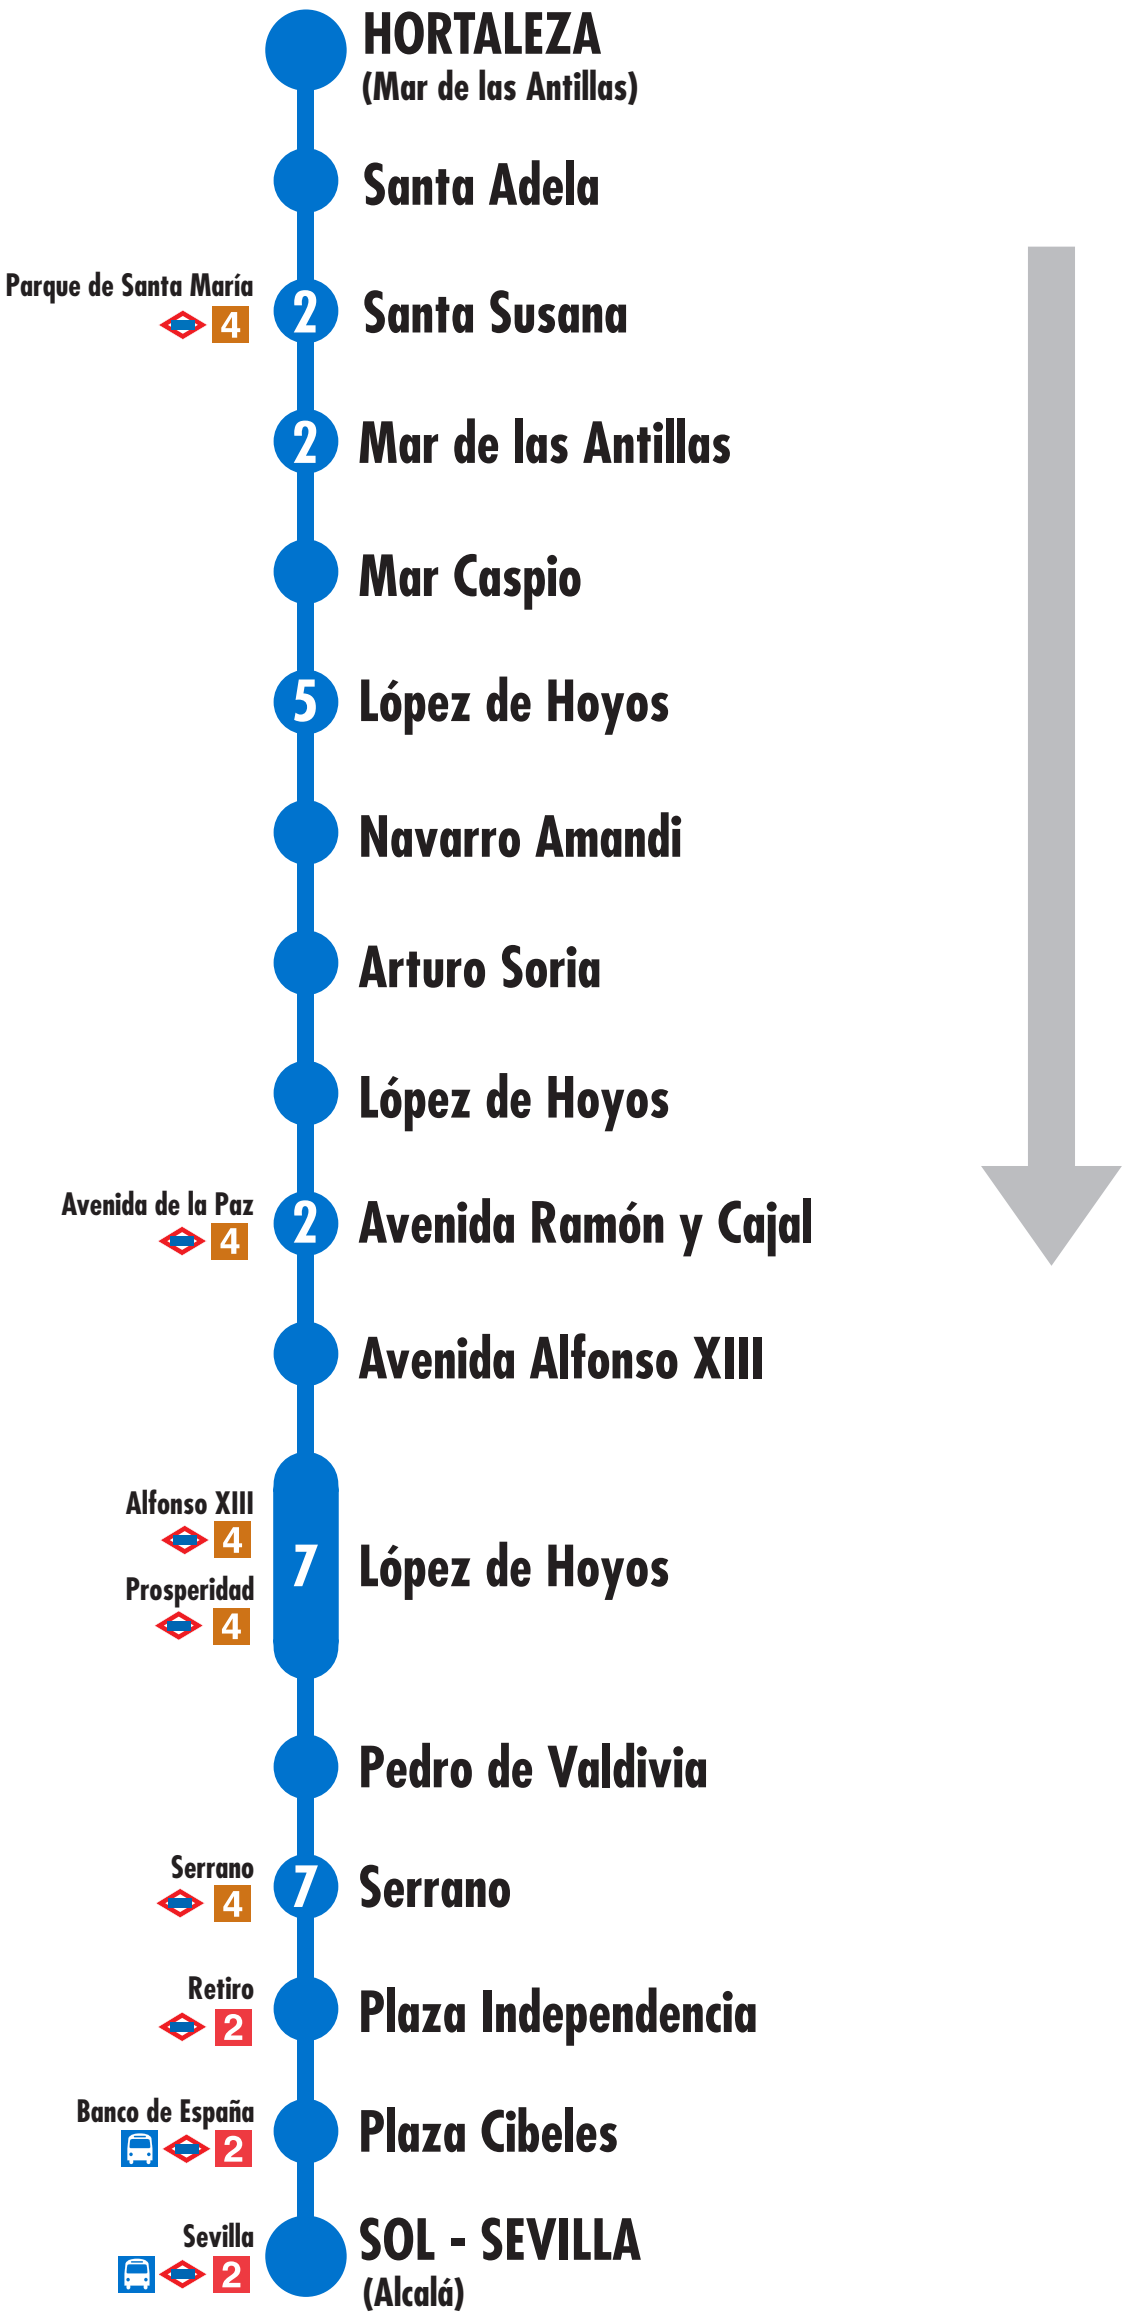 HORTALEZA
(Mar de las Antillas)
Santa Adela
Parque de Santa María
4
2
Santa Susana
2
Mar de las Antillas
Mar Caspio
5
López de Hoyos
Navarro Amandi
Arturo Soria
López de Hoyos
Avenida de la Paz
4
2
Avenida Ramón y Cajal
Avenida Alfonso XIII
Alfonso XIII
4
Prosperidad
4
7
López de Hoyos
Pedro de Valdivia
Serrano
4
7
Serrano
Retiro
2
Plaza Independencia
Banco de España
2
Plaza Cibeles
Sevilla
2
SOL - SEVILLA
(Alcalá)